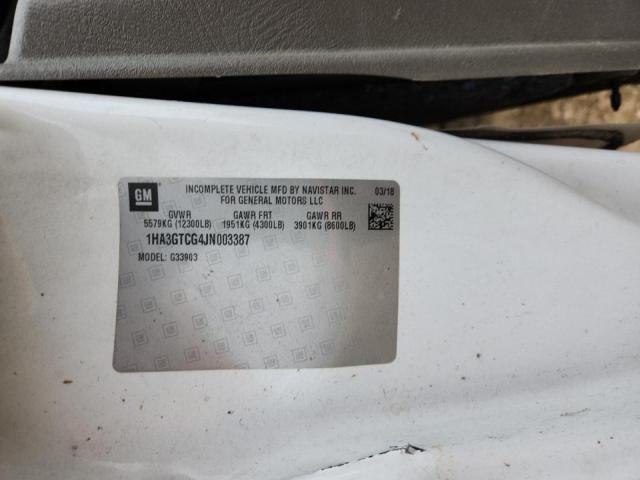 GM
INCOMPLETE VEHICLE MFD BY NAVISTAR INC. 03/18
FOR GENERAL MOTORS LLC
GVWR GAWR FRT GAWR RR
5579KG (12300LB) 1951KG (4300LB) 3901KG (8600LB)
1HA3GTCG4JN003387
MODEL: G33903